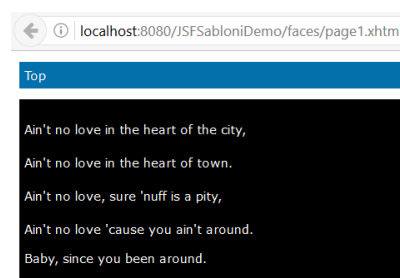 localhost:8080/JSFSabloniDemo/faces/page1.xhtm
Top
Ain't no love in the heart of the city,
Ain't no love in the heart of town.
Ain't no love, sure 'nuff is a pity,
Ain't no love 'cause you ain't around.
Baby, since you been around.